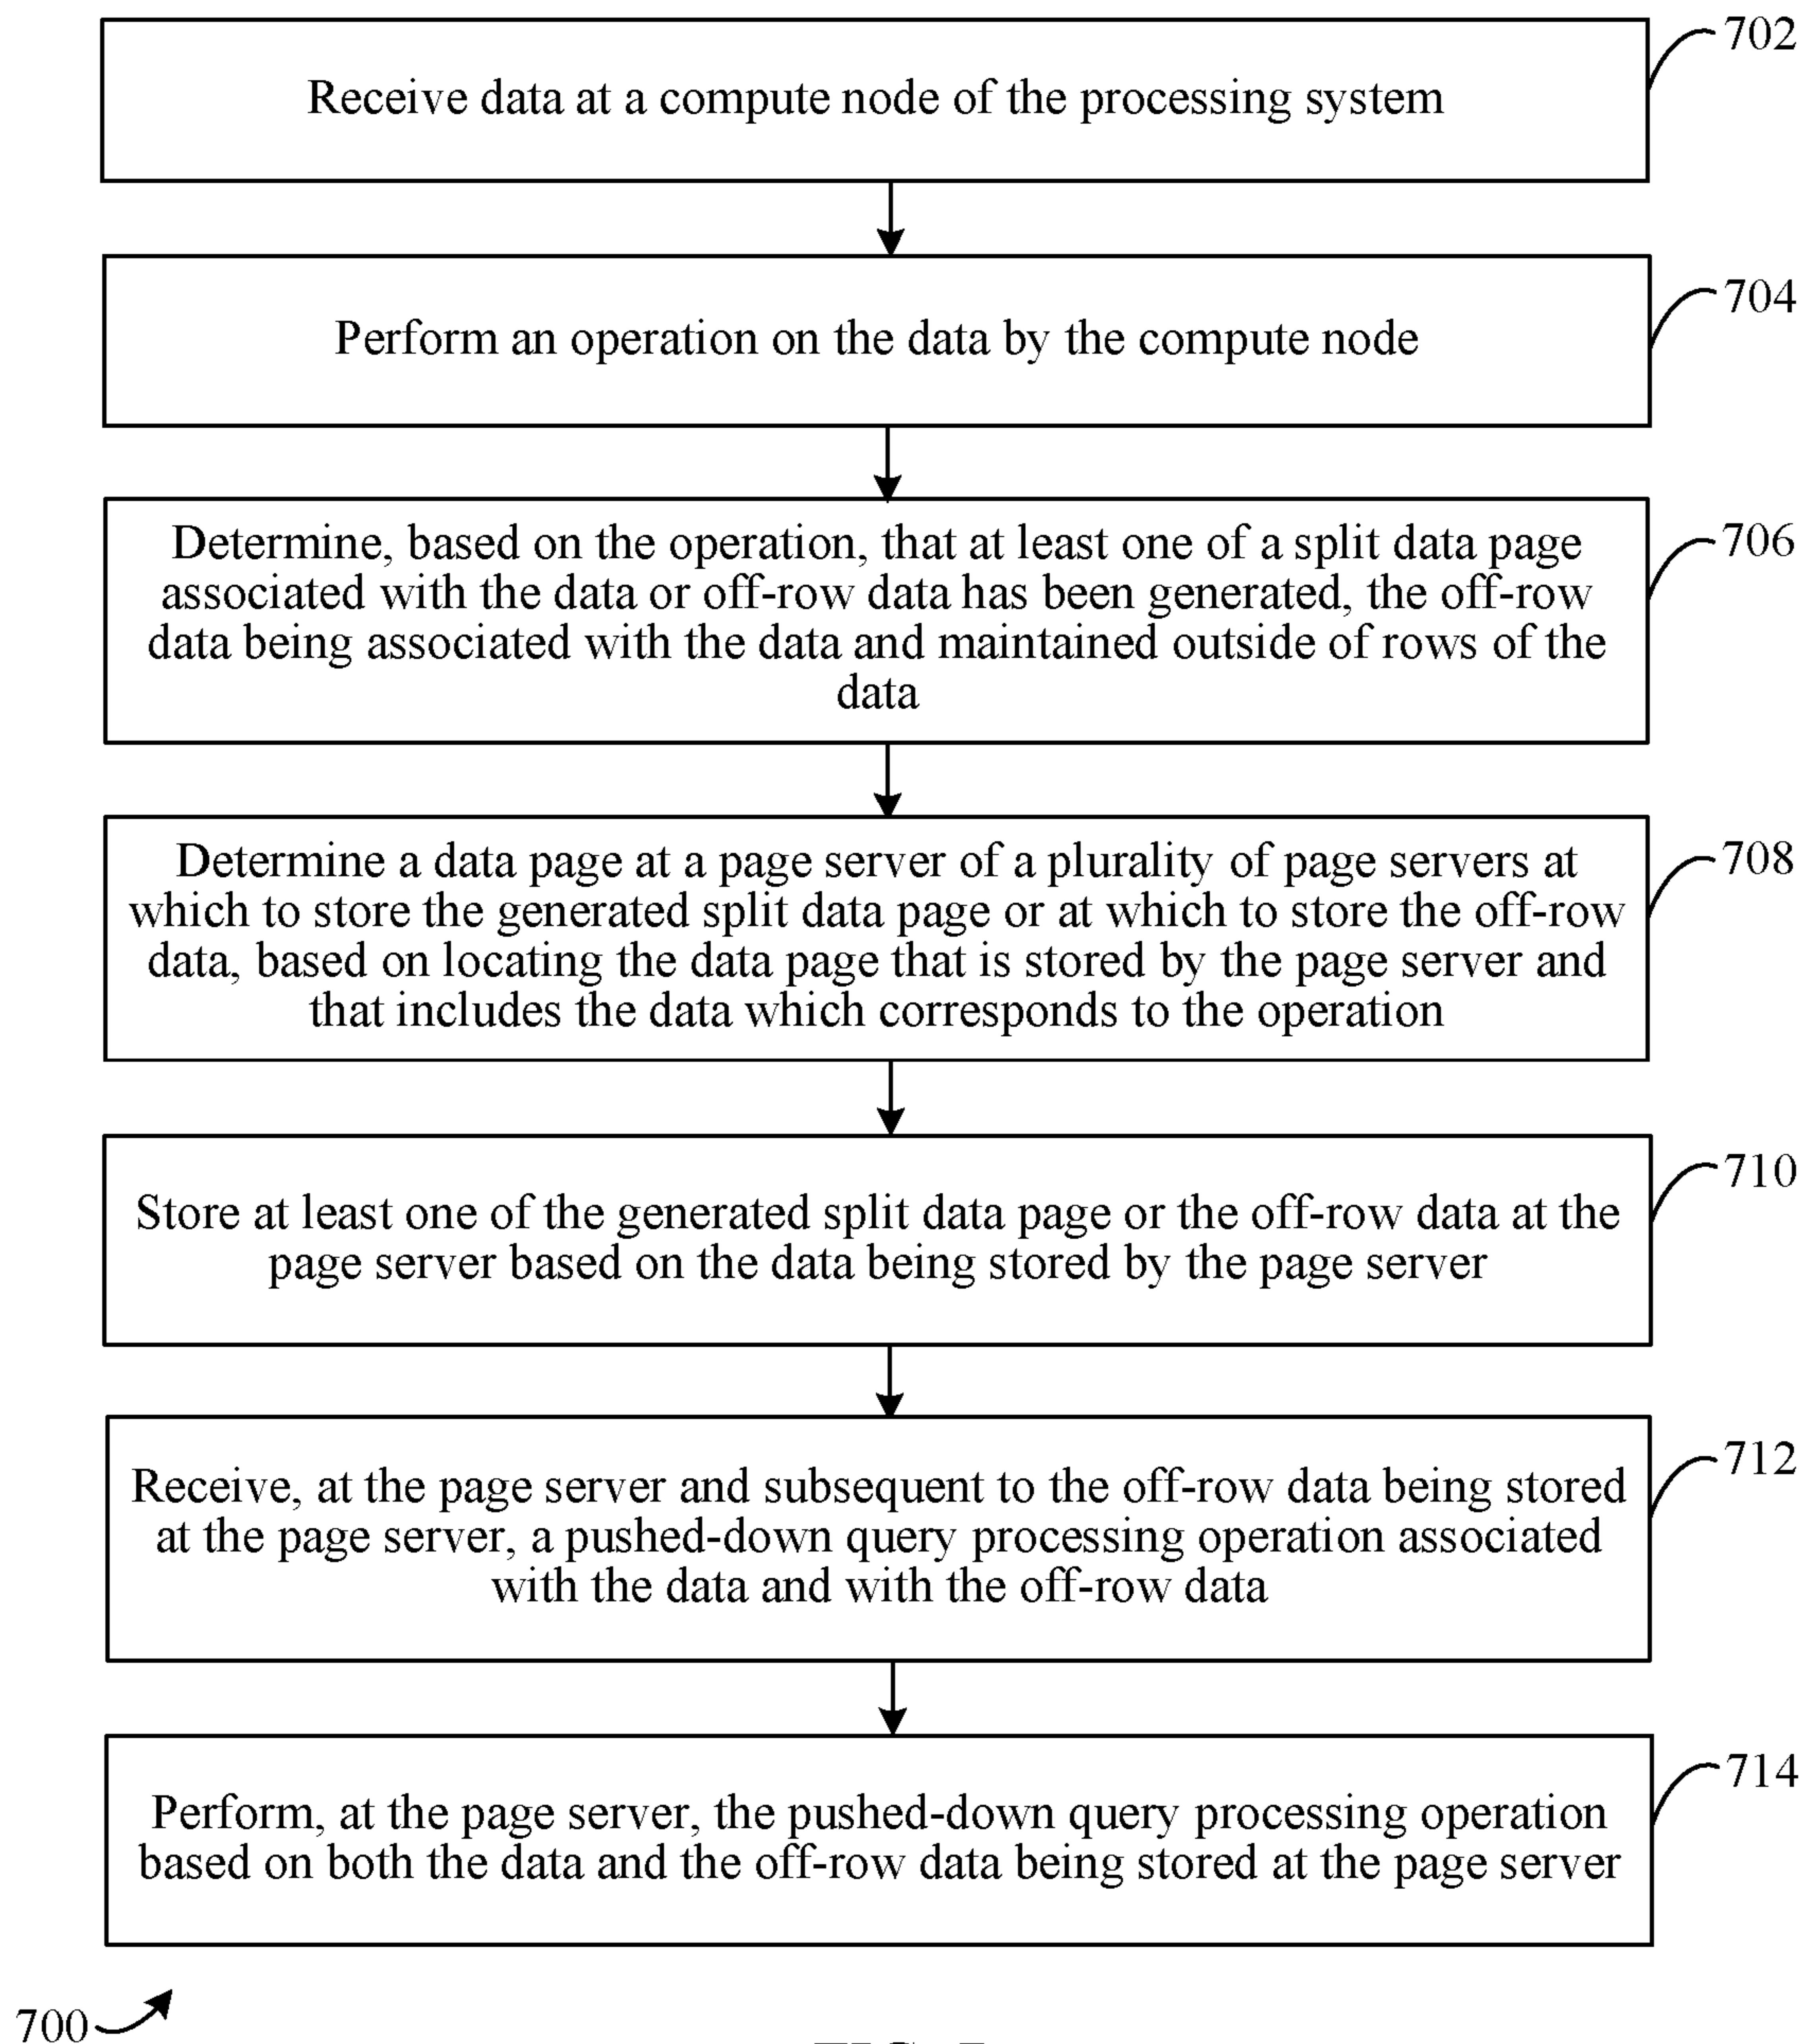 702
Receive data at a compute node of the processing system
704
Perform an operation on the data by the compute node
706
Determine, based on the operation, that at least one of a split data page
associated with the data or off-row data has been generated, the off-row
data being associated with the data and maintained outside of rows of the
data
708
Determine a data page at a page server of a plurality of page servers at
which to store the generated split data page or at which to store the off-row
data, based on locating the data page that is stored by the page server and
that includes the data which corresponds to the operation
710
Store at least one of the generated split data page or the off-row data at the
page server based on the data being stored by the page server
712
Receive, at the page server and subsequent to the off-row data being stored
at the page server, a pushed-down query processing operation associated
with the data and with the off-row data
714
Perform, at the page server, the pushed-down query processing operation
based on both the data and the off-row data being stored at the page server
700